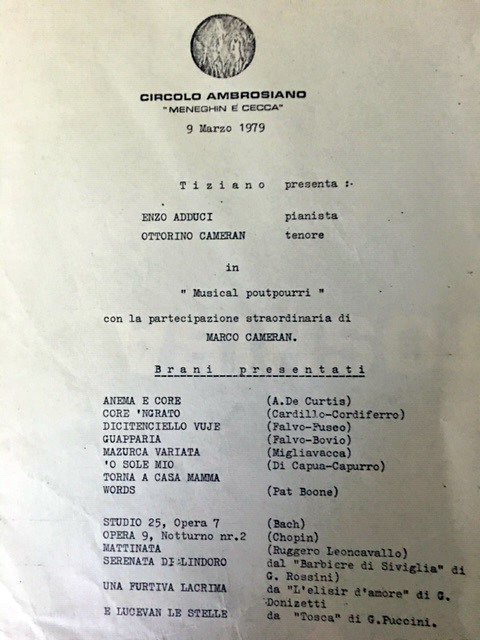 CIRCOLO AMBROSIANO
"MENEGHIN E CECCA"
9 Marzo 1979
Tiziano presenta :-
ENZO ADDUCI pianista
OTTORINO CAMERAN tenore
in
" Musical poutpourri "
con la partecipazione straordinaria di
MARCO CAMERAN.
Brani presentati
ANEMA E CORE (A.De Curtis)
CORE 'NGRATO (Cardillo-Cordiferro)
DICITENCIELLO VUJE (Falvo-Fusco)
GUAPPARIA (Falvo-Bovio)
MAZURCA VARIATA (Migliavacca)
'O SOLE MIO (Di Capua-Capurro)
TORNA A CASA MAMMA
WORDS (Pat Boone)
STUDIO 25, Opera 7 (Bach)
OPERA 9, Notturno nr.2 (Chopin)
MATTINATA (Ruggero Leoncavallo)
SERENATA DI LINDORO dal "Barbiere di Siviglia" di
G. Rossini)
UNA FURTIVA LACRIMA da "L'elisir d'amore" di G.
Donizetti
E LUCEVAN LE STELLE da "Tosca" di G.Puccini.